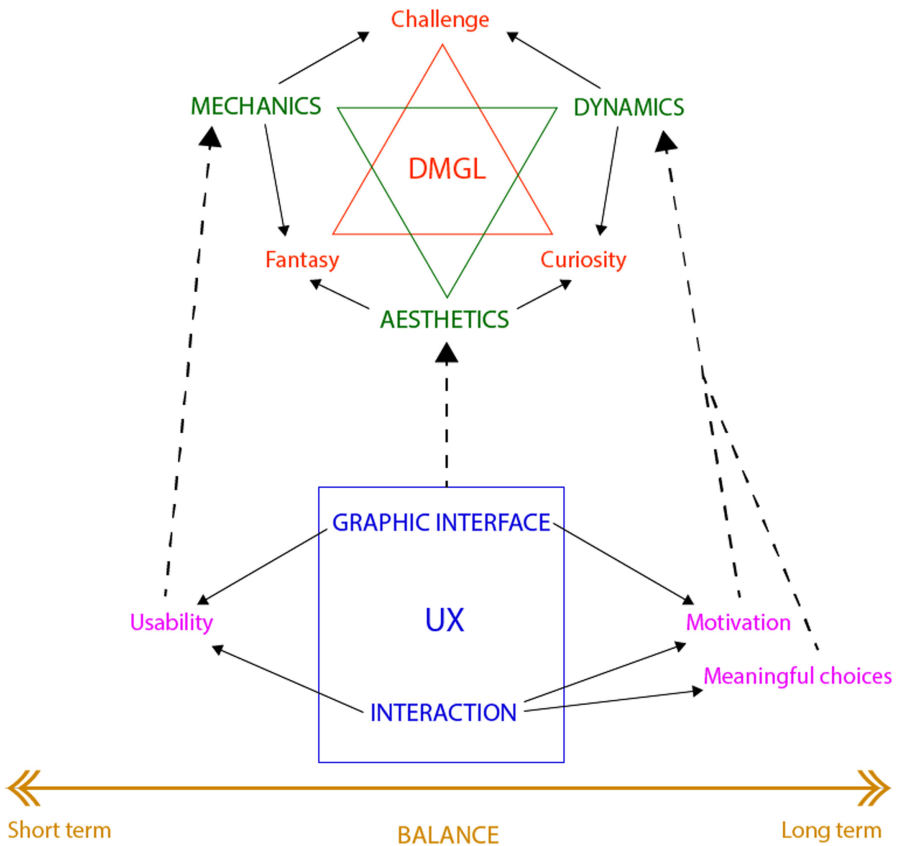 Challenge
MECHANICS
DYNAMICS
DMGL
Fantasy
Curiosity
AESTHETICS
GRAPHIC INTERFACE
Usability
UX
Motivation
Meaningful choices
INTERACTION
Short term
BALANCE
Long term